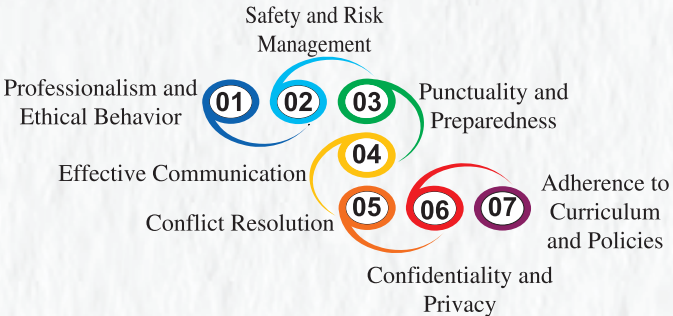 Safety and Risk
Management
Professionalism and
Ethical Behavior
01
02
03
Punctuality and
Preparedness
04
Effective Communication
05
06
07
Conflict Resolution
Adherence to
Curriculum
and Policies
Confidentiality and
Privacy